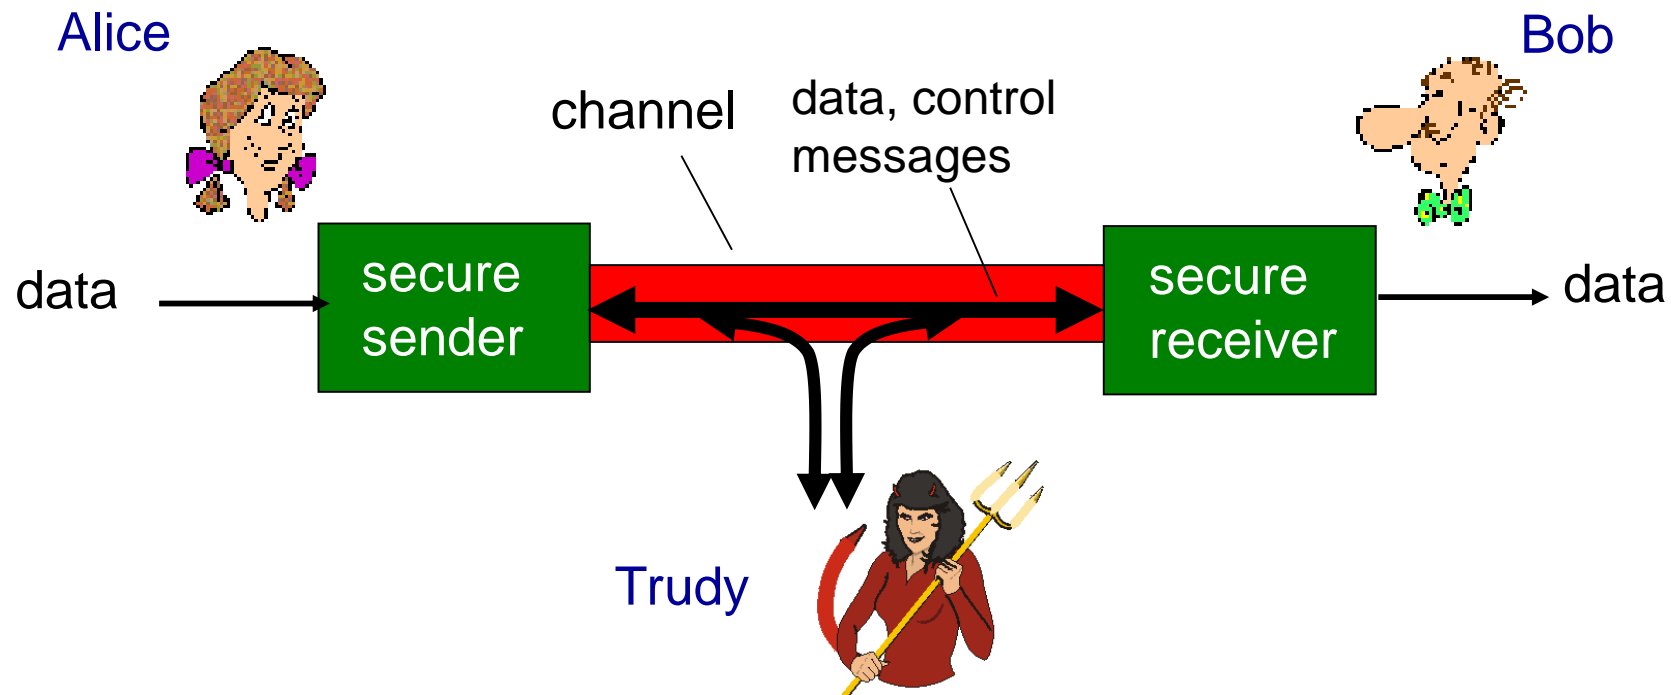 Alice
Bob
channel
data, control
messages
data
secure
sender
secure
receiver
data
Trudy